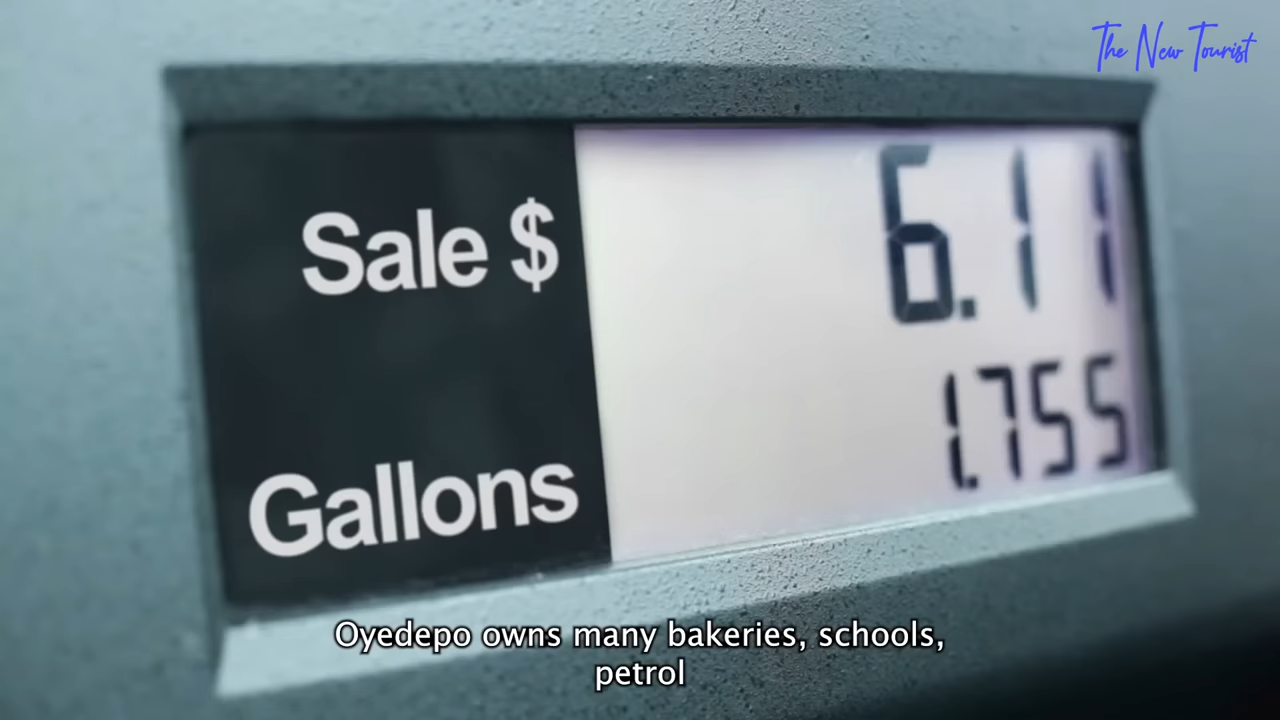 The New Tourist
Sale $ 6.11
Gallons 1.755
Oyedepo owns many bakeries, schools,
petrol